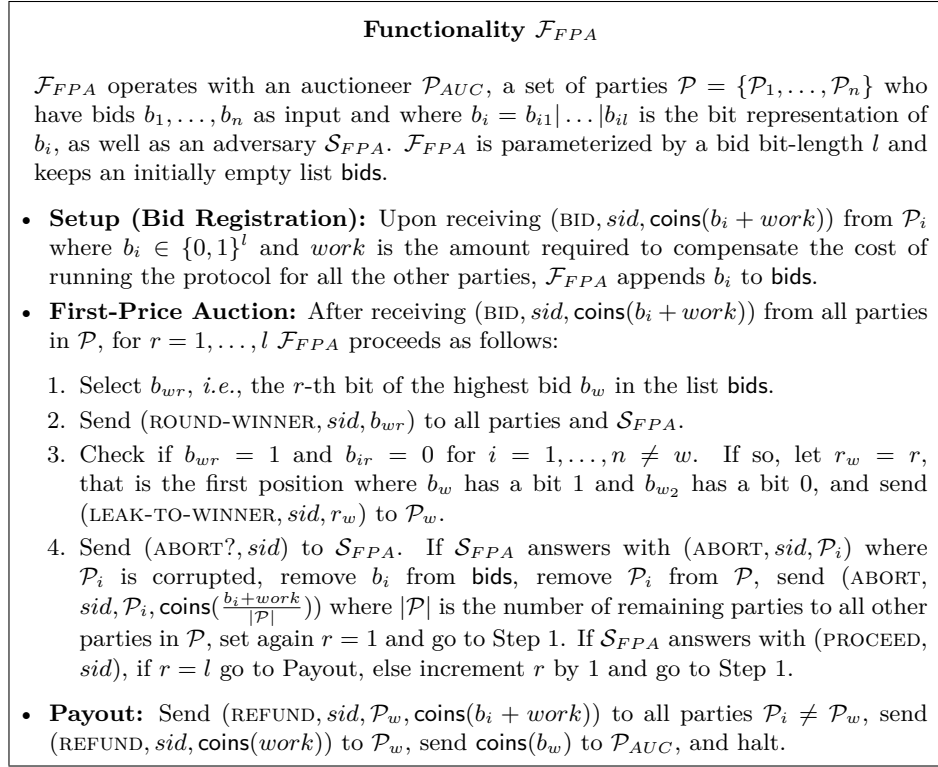 Functionality $\mathcal{F}_{FPA}$
$\mathcal{F}_{FPA}$ operates with an auctioneer $\mathcal{P}_{AUC}$, a set of parties $\mathcal{P} = \{\mathcal{P}_1, \ldots, \mathcal{P}_n\}$ who
have bids $b_1, \ldots, b_n$ as input and where $b_i = b_{i1}| \ldots |b_{il}$ is the bit representation of
$b_i$, as well as an adversary $\mathcal{S}_{FPA}$. $\mathcal{F}_{FPA}$ is parameterized by a bid bit-length $l$ and
keeps an initially empty list bids.
• Setup (Bid Registration): Upon receiving (BID, $sid$, coins($b_i + work$)) from $\mathcal{P}_i$
where $b_i \in \{0, 1\}^l$ and $work$ is the amount required to compensate the cost of
running the protocol for all the other parties, $\mathcal{F}_{FPA}$ appends $b_i$ to bids.
• First-Price Auction: After receiving (BID, $sid$, coins($b_i + work$)) from all parties
in $\mathcal{P}$, for $r = 1, \ldots, l$ $\mathcal{F}_{FPA}$ proceeds as follows:
1. Select $b_{wr}$, i.e., the $r$-th bit of the highest bid $b_w$ in the list bids.
2. Send (ROUND-WINNER, $sid$, $b_{wr}$) to all parties and $\mathcal{S}_{FPA}$.
3. Check if $b_{wr} = 1$ and $b_{ir} = 0$ for $i = 1, \ldots, n \neq w$. If so, let $r_w = r$,
that is the first position where $b_w$ has a bit 1 and $b_{w_2}$ has a bit 0, and send
(LEAK-TO-WINNER, $sid$, $r_w$) to $\mathcal{P}_w$.
4. Send (ABORT?, $sid$) to $\mathcal{S}_{FPA}$. If $\mathcal{S}_{FPA}$ answers with (ABORT, $sid$, $\mathcal{P}_i$) where
$\mathcal{P}_i$ is corrupted, remove $b_i$ from bids, remove $\mathcal{P}_i$ from $\mathcal{P}$, send (ABORT,
$sid$, $\mathcal{P}_i$, coins($\frac{b_i + work}{|\mathcal{P}|}$)) where $|\mathcal{P}|$ is the number of remaining parties to all other
parties in $\mathcal{P}$, set again $r = 1$ and go to Step 1. If $\mathcal{S}_{FPA}$ answers with (PROCEED,
$sid$), if $r = l$ go to Payout, else increment $r$ by 1 and go to Step 1.
• Payout: Send (REFUND, $sid$, $\mathcal{P}_w$, coins($b_i + work$)) to all parties $\mathcal{P}_i \neq \mathcal{P}_w$, send
(REFUND, $sid$, coins($work$)) to $\mathcal{P}_w$, send coins($b_w$) to $\mathcal{P}_{AUC}$, and halt.